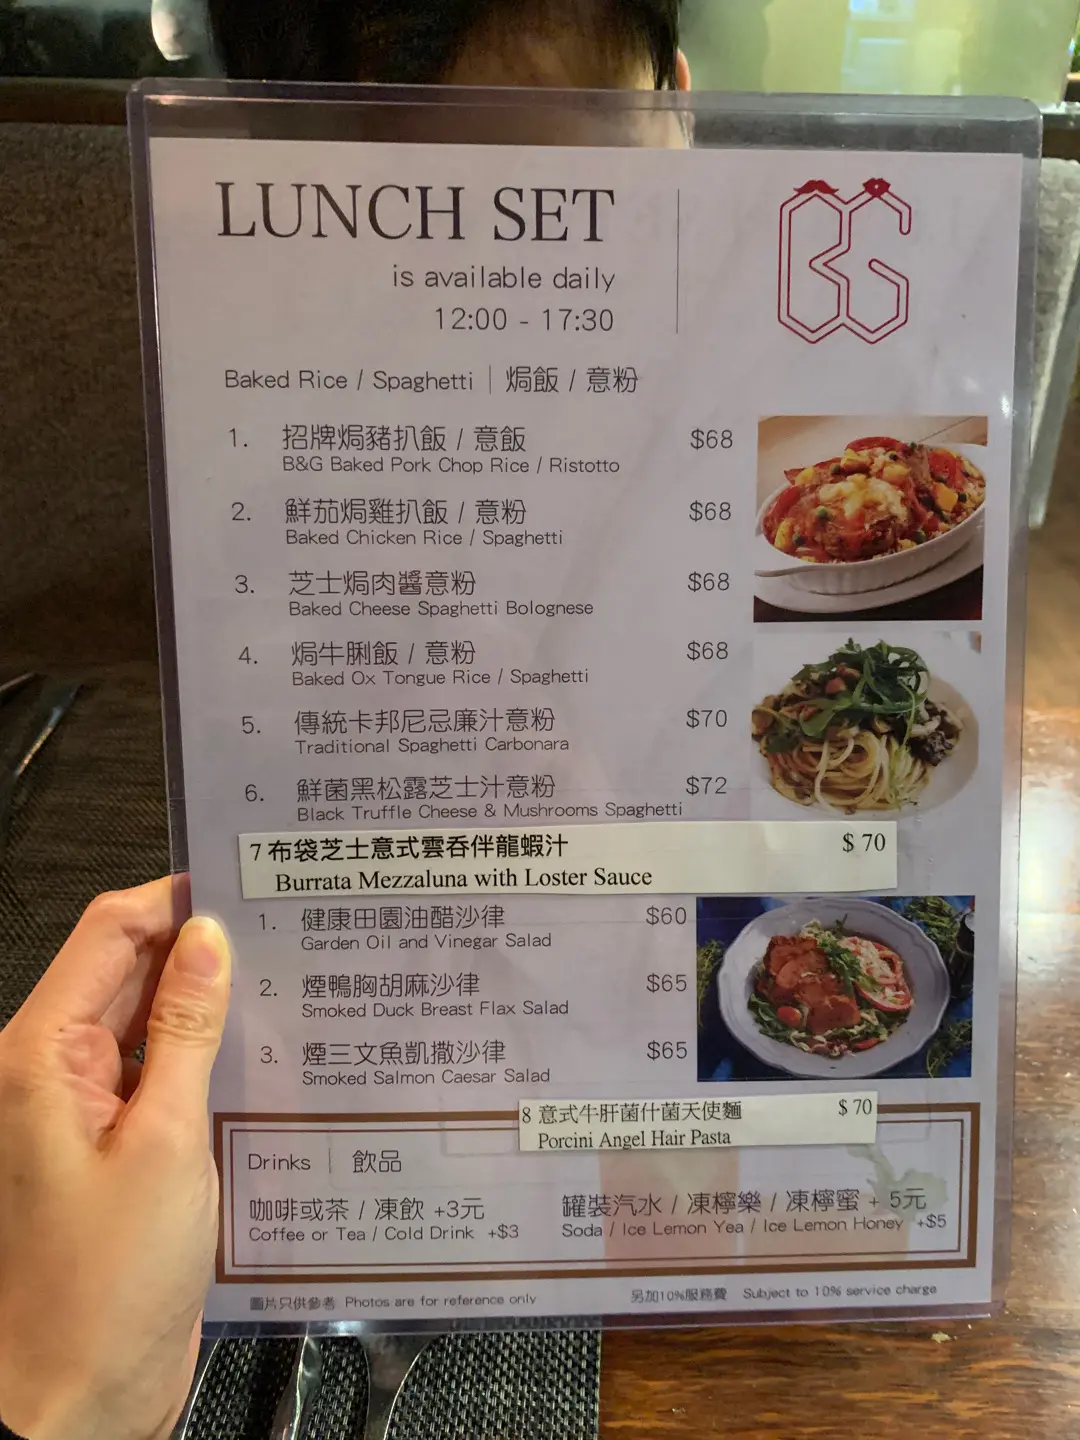 LUNCH SET
is available daily
12:00 - 17:30
BG
Baked Rice / Spaghetti | 焗飯 / 意粉
1. 招牌焗豬扒飯 / 意飯 $68
B&G Baked Pork Chop Rice / Ristotto
2. 鮮茄焗雞扒飯 / 意粉 $68
Baked Chicken Rice / Spaghetti
3. 芝士焗肉醬意粉 $68
Baked Cheese Spaghetti Bolognese
4. 焗牛脷飯 / 意粉 $68
Baked Ox Tongue Rice / Spaghetti
5. 傳統卡邦尼忌廉汁意粉 $70
Traditional Spaghetti Carbonara
6. 鮮菌黑松露芝士汁意粉 $72
Black Truffle Cheese & Mushrooms Spaghetti
7 布袋芝士意式雲吞伴龍蝦汁 $ 70
Burrata Mezzaluna with Loster Sauce
1. 健康田園油醋沙律 $60
Garden Oil and Vinegar Salad
2. 煙鴨胸胡麻沙律 $65
Smoked Duck Breast Flax Salad
3. 煙三文魚凱撒沙律 $65
Smoked Salmon Caesar Salad
8 意式牛肝菌什菌天使麵 $ 70
Porcini Angel Hair Pasta
Drinks | 飲品
咖啡或茶 / 凍飲 +3元
Coffee or Tea / Cold Drink +$3
罐裝汽水 / 凍檸樂 / 凍檸蜜 + 5元
Soda / Ice Lemon Yea / Ice Lemon Honey +$5
圖片只供參考 Photos are for reference only
另加10%服務費 Subject to 10% service charge